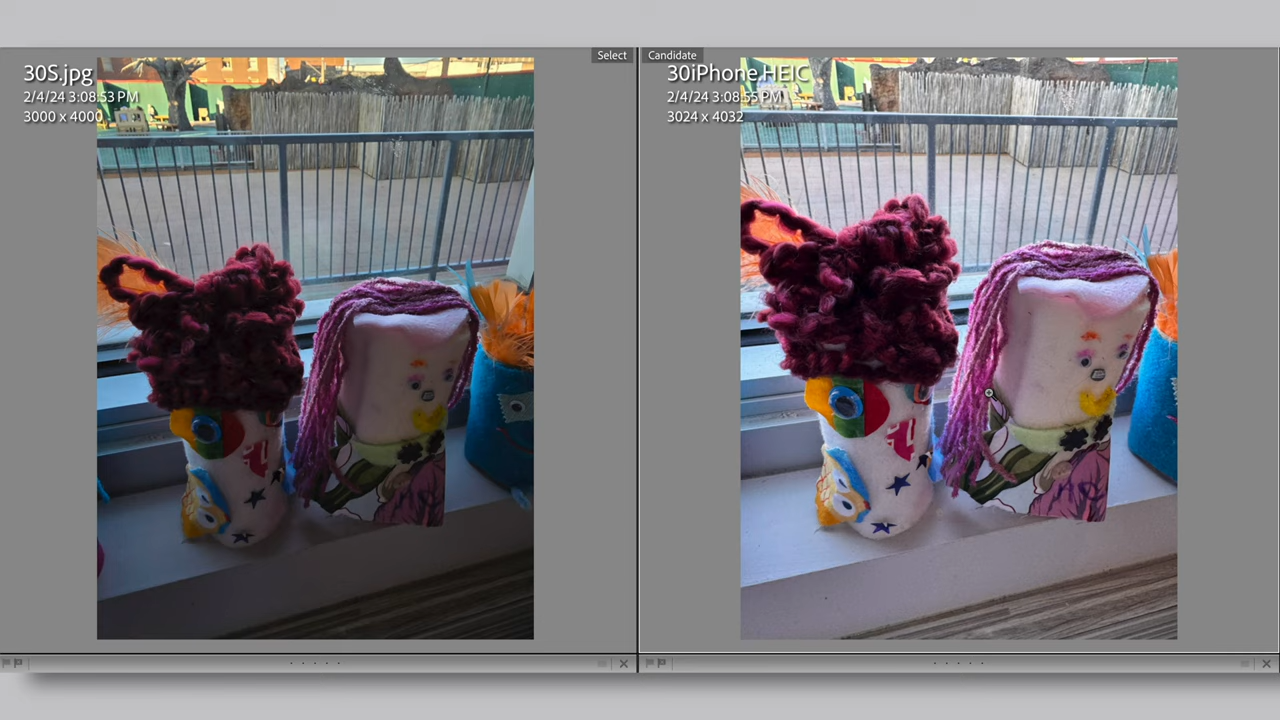 30S.jpg
2/4/24 3:08:53 PM
3000 x 4000
Select
Candidate
30iPhone.HEIC
2/4/24 3:08:55 PM
3024 x 4032